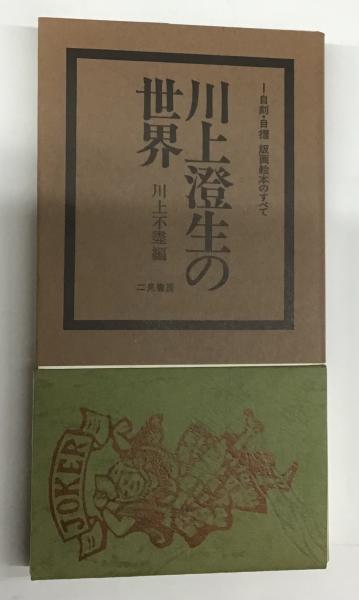 —自刻・自摺 版画絵本のすべて
川上澄生の
世界
川上不盡編
二見書房
JOKER